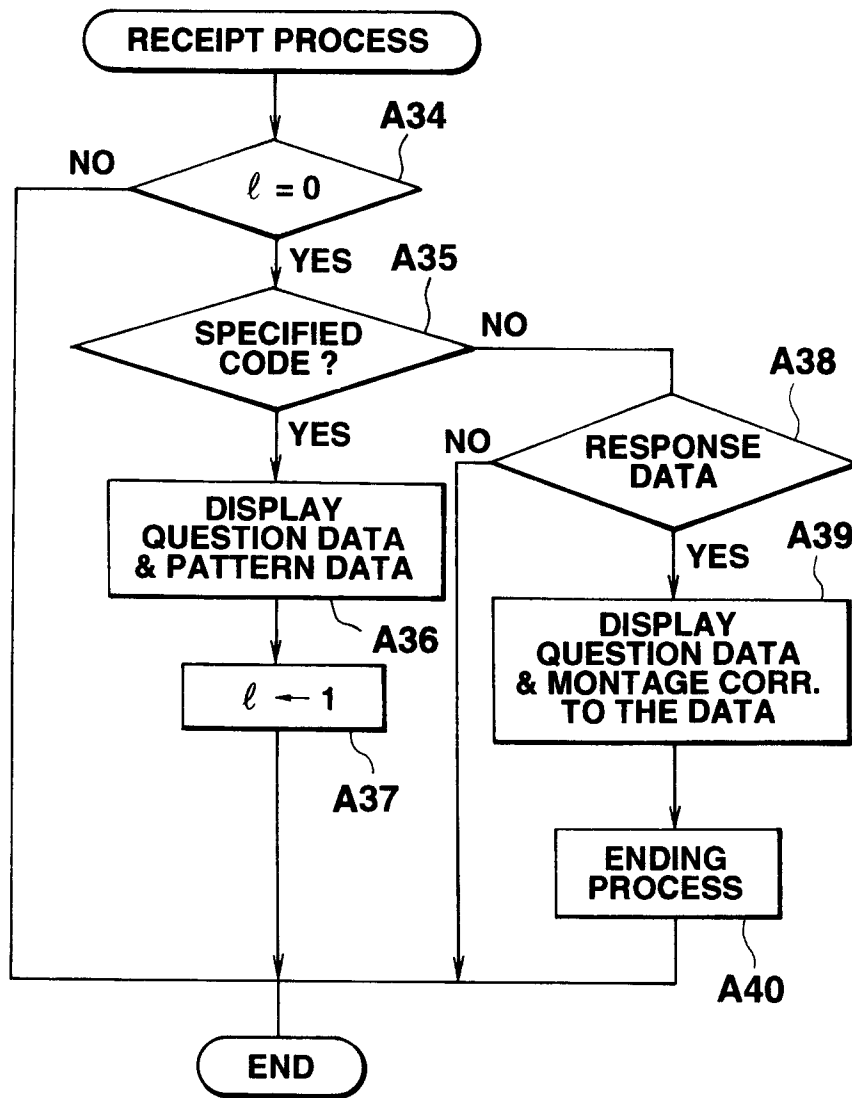 RECEIPT PROCESS
A34
NO
ℓ = 0
YES
A35
SPECIFIED
CODE ?
NO
A38
YES
NO
RESPONSE
DATA
DISPLAY
QUESTION DATA
& PATTERN DATA
YES
A39
A36
DISPLAY
QUESTION DATA
& MONTAGE CORR.
TO THE DATA
ℓ ← 1
A37
ENDING
PROCESS
A40
END